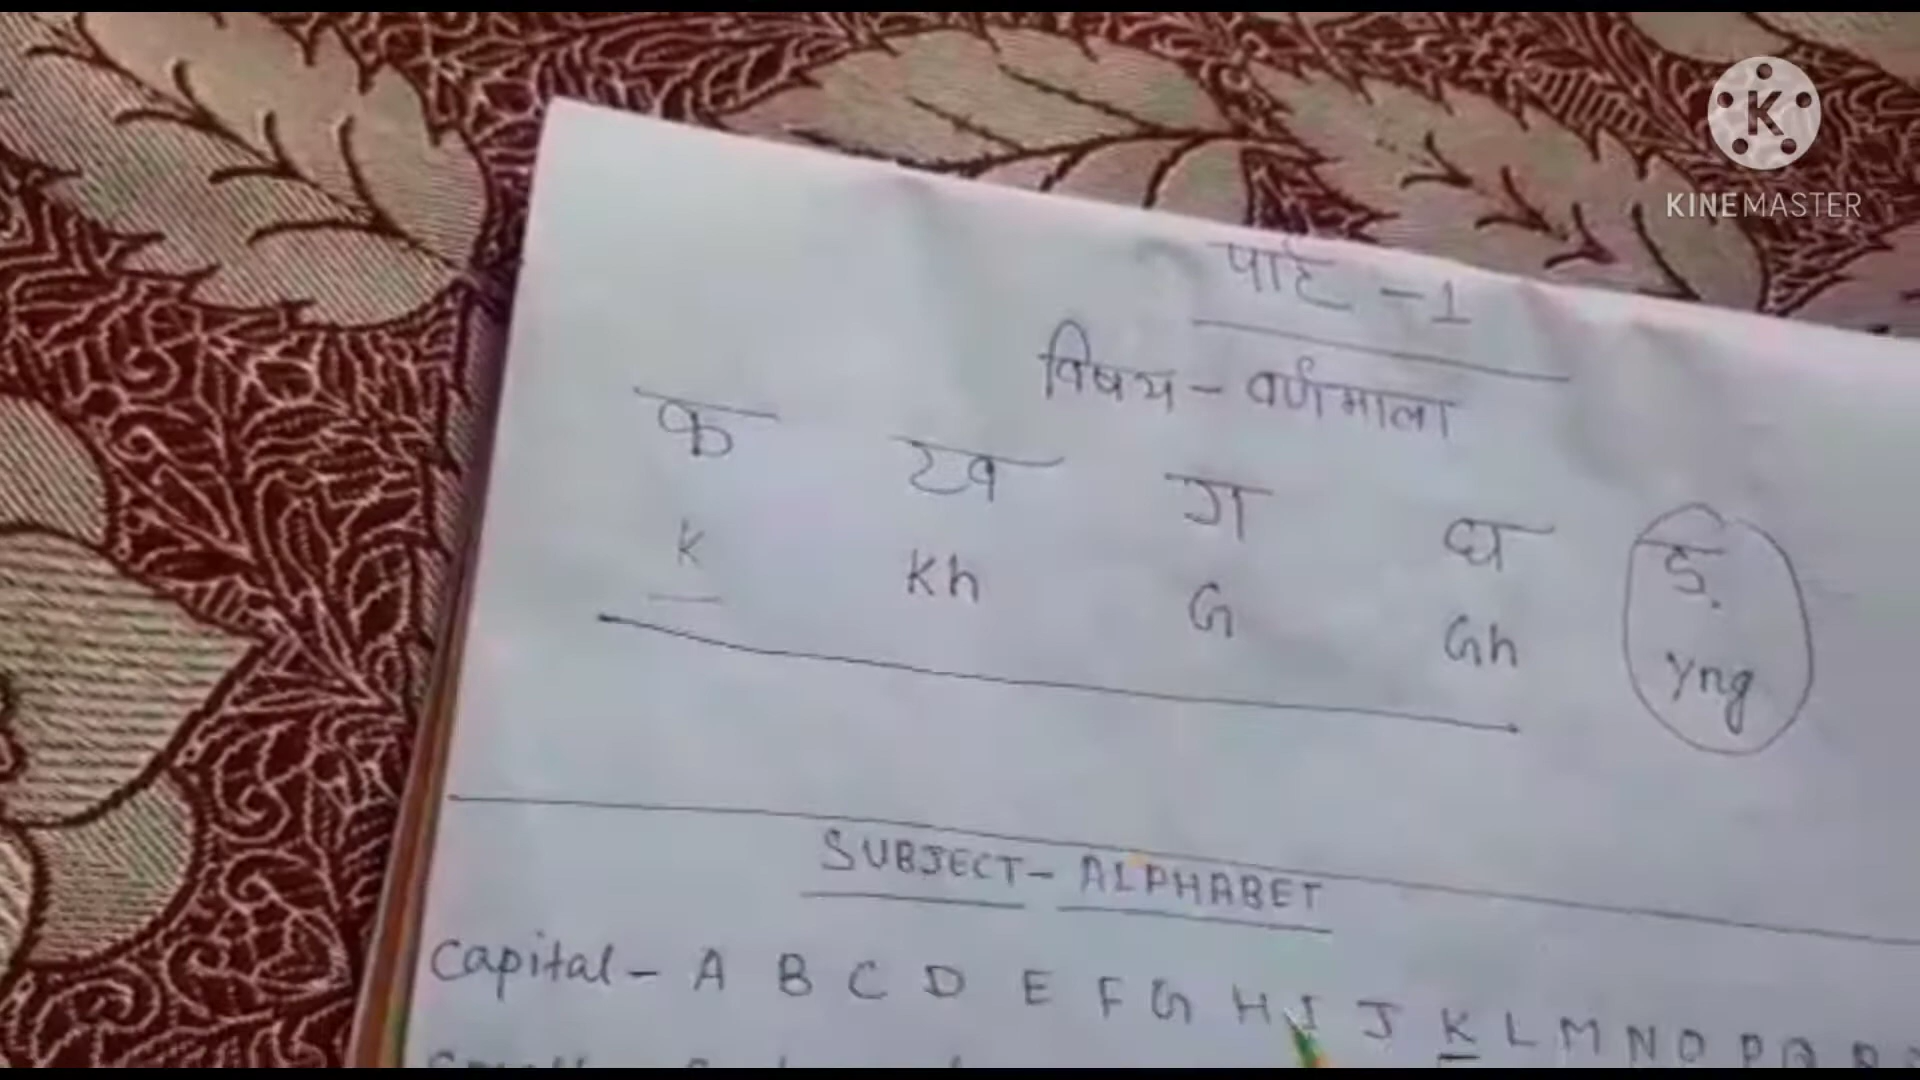 K
KINEMASTER
पाठ - 1
विषय - वर्णमाला
क ख ग घ ङ
K Kh G Gh yng
SUBJECT - ALPHABET
Capital - A B C D E F G H I J K L M N O P Q R